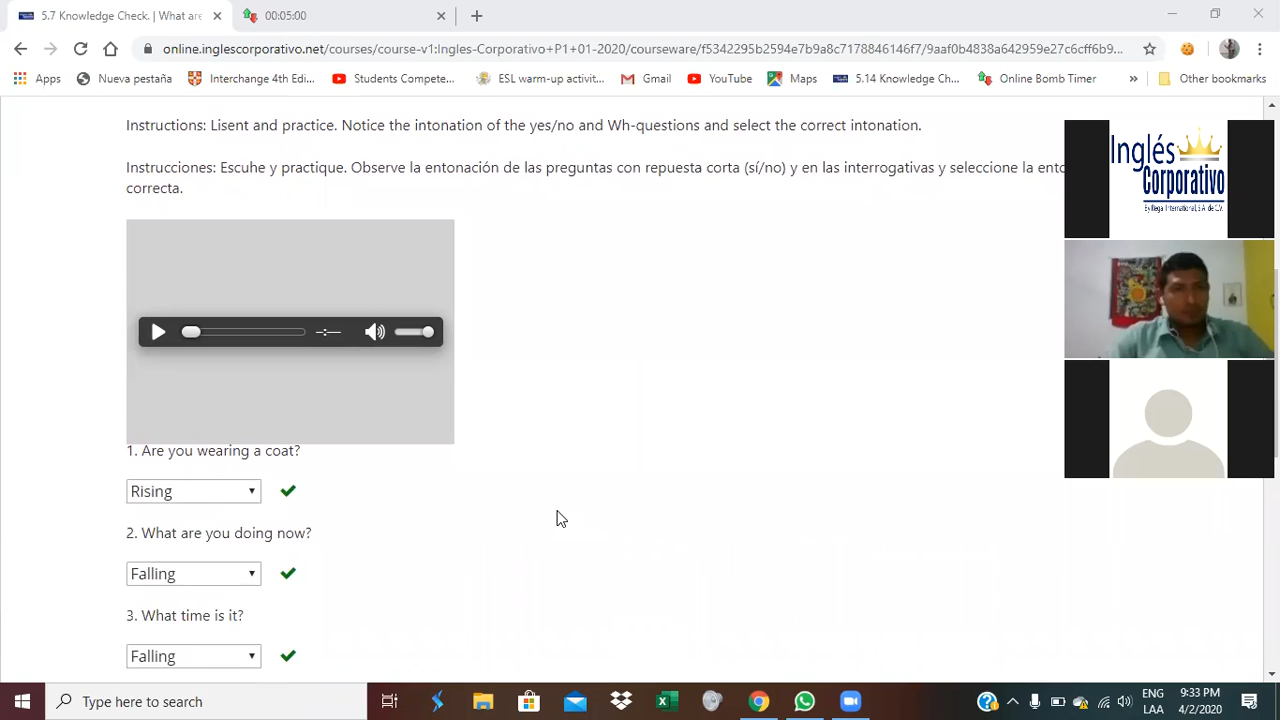 5.7 Knowledge Check. | What are
00:05:00
online.inglescorporativo.net/courses/course-v1:Ingles-Corporativo+P1+01-2020/courseware/f5342295b2594e7b9a8c7178846146f7/9aaf0b4838a642959e27c6cff6b9...
Apps
Nueva pestaña
Interchange 4th Edi...
Students Compete...
ESL warm-up activit...
Gmail
YouTube
Maps
5.14 Knowledge Ch...
Online Bomb Timer
»
Other bookmarks
Instructions: Lisent and practice. Notice the intonation of the yes/no and Wh-questions and select the correct intonation.
Instrucciones: Escuhe y practique. Observe la entonación de las preguntas con repuesta corta (sí/no) y en las interrogativas y seleccione la ento
correcta.
Inglés
Corporativo
By Rega International, S.A. de C.V.
-:--
1. Are you wearing a coat?
Rising
2. What are you doing now?
Falling
3. What time is it?
Falling
Type here to search
ENG
LAA
9:33 PM
4/2/2020